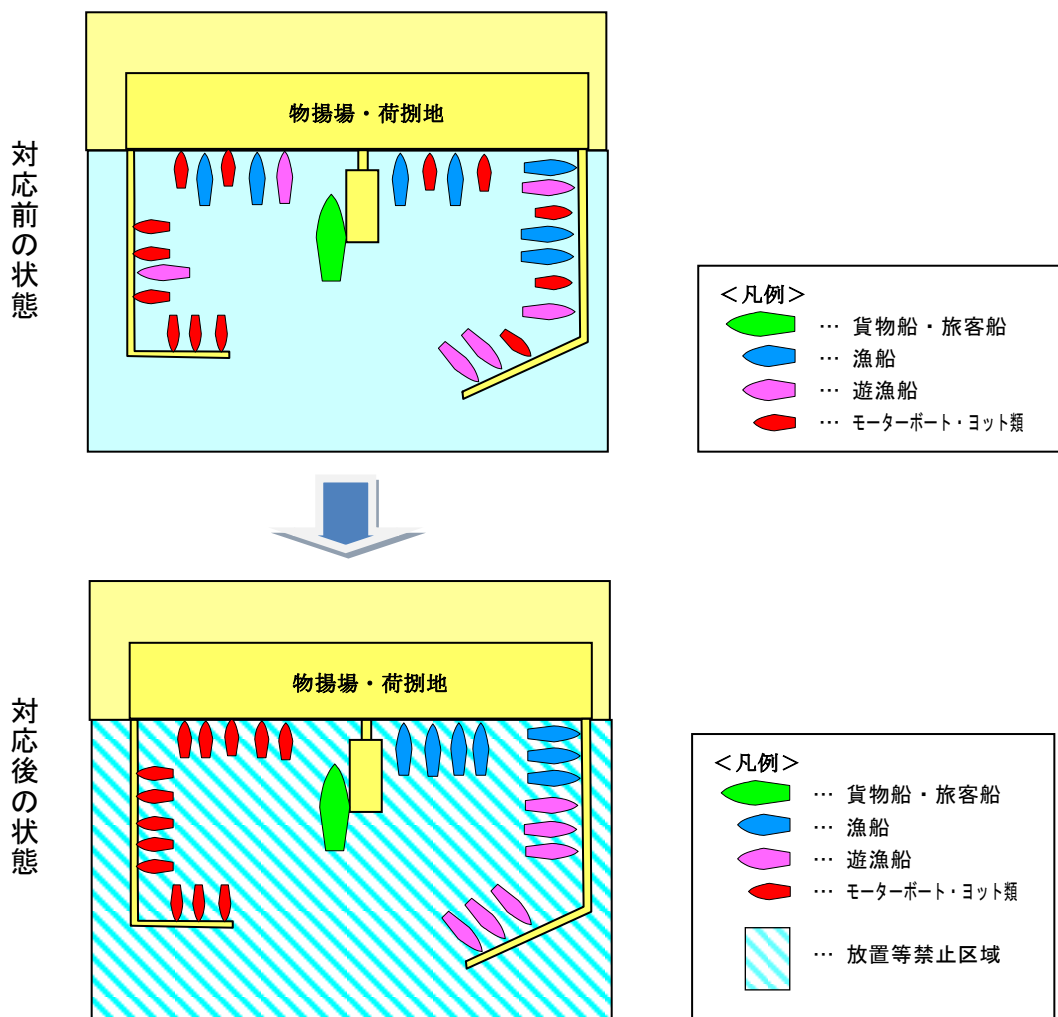 対応前の状態
物揚場・荷捌地
＜凡例＞
… 貨物船・旅客船
… 漁船
… 遊漁船
… モーターボート・ヨット類
対応後の状態
物揚場・荷捌地
＜凡例＞
… 貨物船・旅客船
… 漁船
… 遊漁船
… モーターボート・ヨット類
… 放置等禁止区域